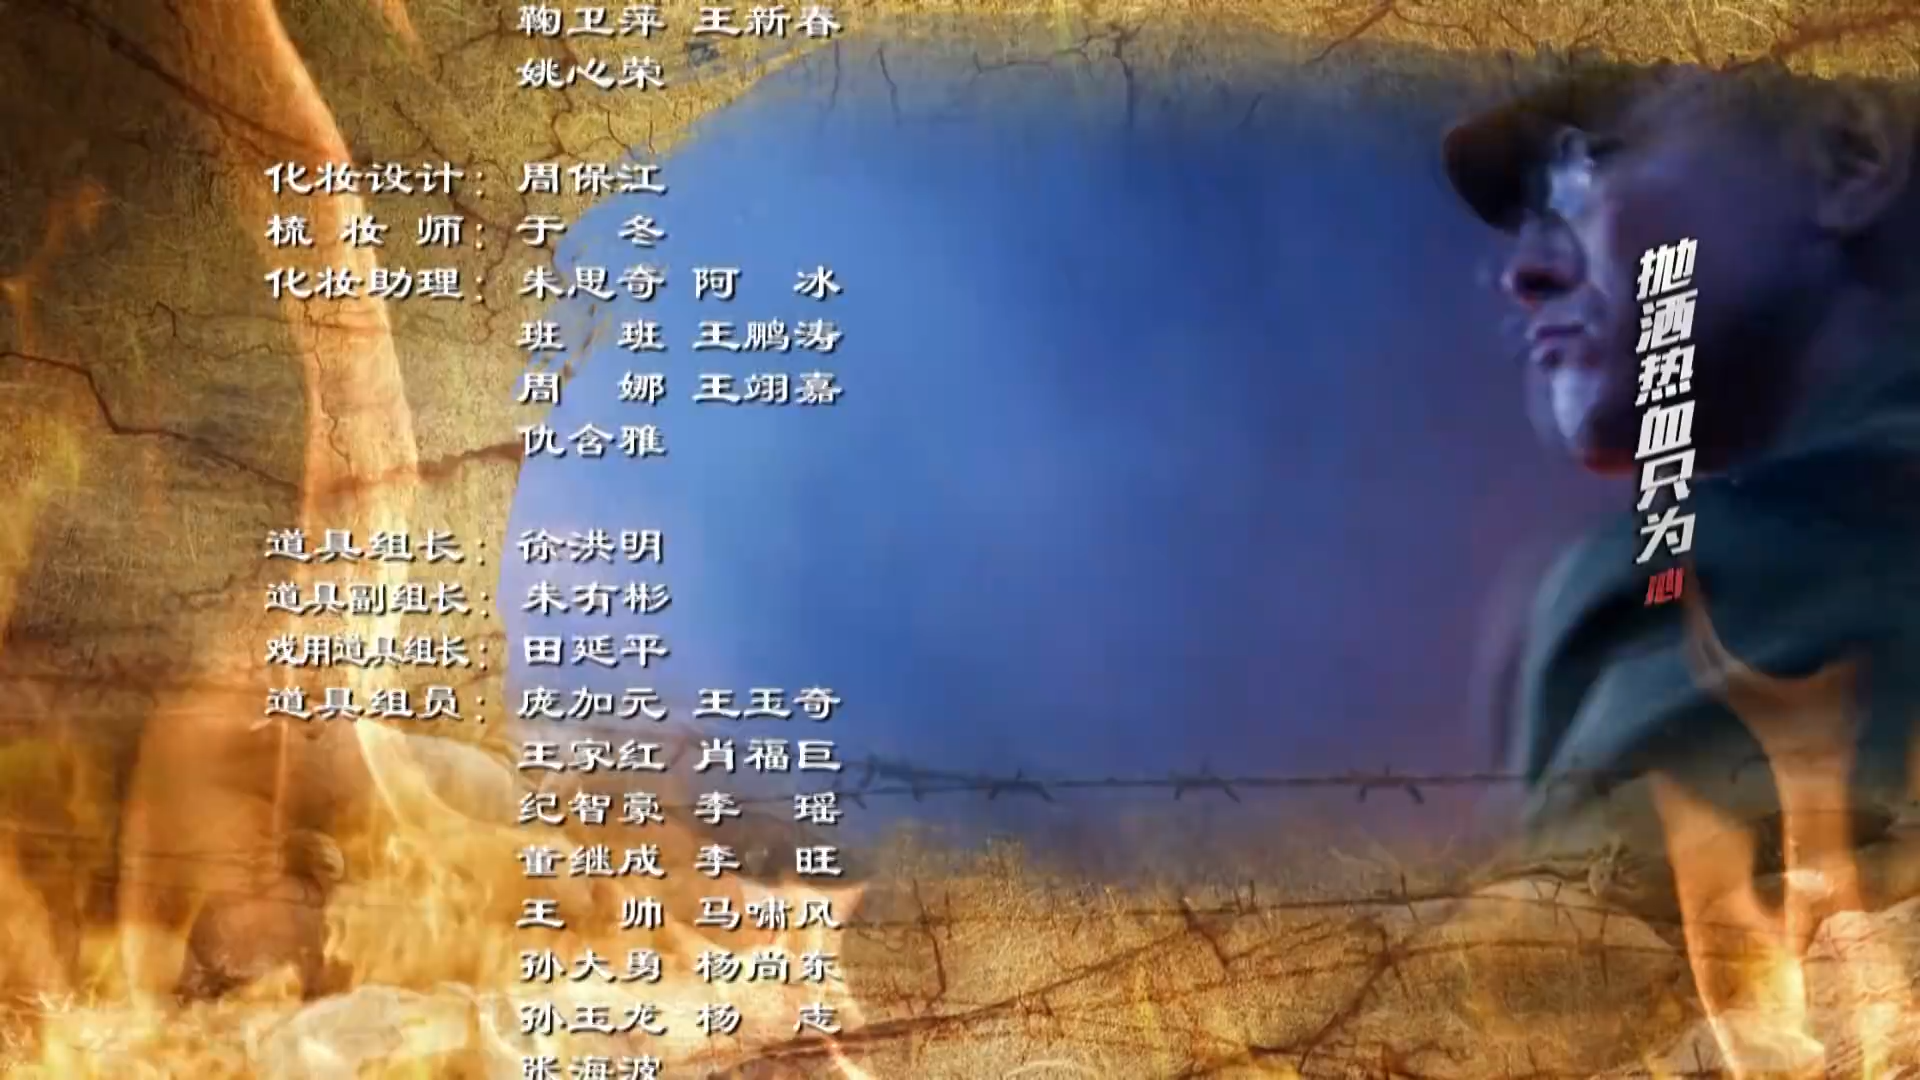 鞠卫萍 王新春
姚心荣
化妆设计：周保江
梳 妆 师：于 冬
化妆助理：朱思奇 阿 冰
班 班 王鹏涛
周 娜 王翊嘉
仇含雅
道具组长：徐洪明
道具副组长：朱有彬
戏用道具组长：田延平
道具组员：庞加元 王玉奇
王家红 肖福巨
纪智豪 李 瑶
董继成 李 旺
王 帅 马啸风
孙大勇 杨尚东
孙玉龙 杨 志
张海波
抛洒热血只为心